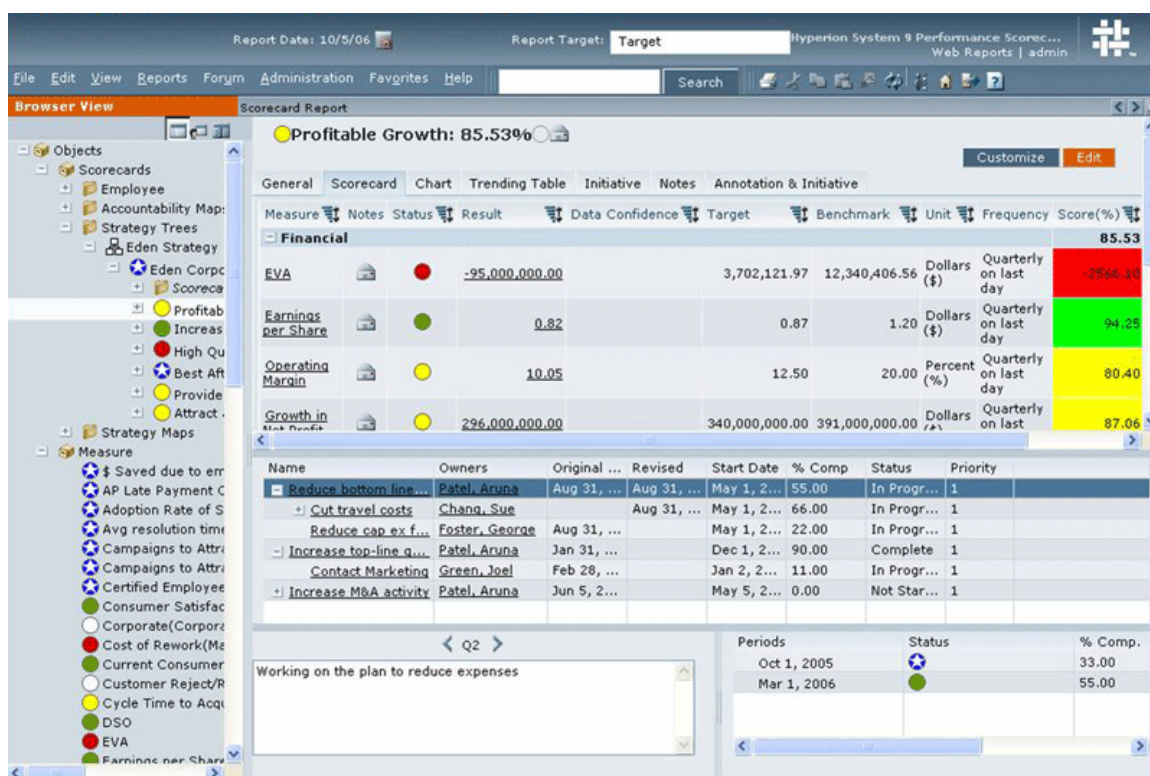 Report Date: 10/5/06 Report Target: Target Hyperion System 9 Performance Scorec...
Web Reports | admin
File Edit View Reports Forum Administration Favorites Help Search
Browser View Scorecard Report
Profitable Growth: 85.53%
Customize Edit
General Scorecard Chart Trending Table Initiative Notes Annotation & Initiative
Measure Notes Status Result Data Confidence Target Benchmark Unit Frequency Score(%)
Financial 85.53
EVA -95,000,000.00 3,702,121.97 12,340,406.56 Dollars ($) Quarterly on last day -2566.10
Earnings per Share 0.82 0.87 1.20 Dollars ($) Quarterly on last day 94.25
Operating Margin 10.05 12.50 20.00 Percent (%) Quarterly on last day 80.40
Growth in Net Profit 296,000,000.00 340,000,000.00 391,000,000.00 Dollars ($) Quarterly on last 87.06
Objects
Scorecards
Employee
Accountability Map:
Strategy Trees
Eden Strategy
Eden Corpc
Scoreca
Profitab
Increas
High Qu
Best Aft
Provide
Attract
Strategy Maps
Measure
$ Saved due to em
AP Late Payment C
Adoption Rate of S
Avg resolution time
Campaigns to Attra
Campaigns to Attra
Certified Employee
Consumer Satisfac
Corporate(Corpora
Cost of Rework(Ma
Current Consumer
Customer Reject/R
Cycle Time to Acqu
DSO
EVA
Earnings per Share
Name Owners Original ... Revised Start Date % Comp Status Priority
Reduce bottom line... Patel, Aruna Aug 31, ... Aug 31, ... May 1, 2... 55.00 In Progr... 1
Cut travel costs Chang, Sue Aug 31, ... May 1, 2... 66.00 In Progr... 1
Reduce cap ex f... Foster, George Aug 31, ... May 1, 2... 22.00 In Progr... 1
Increase top-line g... Patel, Aruna Jan 31, ... Dec 1, 2... 90.00 Complete 1
Contact Marketing Green, Joel Feb 28, ... Jan 2, 2... 11.00 In Progr... 1
Increase M&A activity Patel, Aruna Jun 5, 2... May 5, 2... 0.00 Not Star... 1
Q2
Working on the plan to reduce expenses
Periods Status % Comp.
Oct 1, 2005 33.00
Mar 1, 2006 55.00